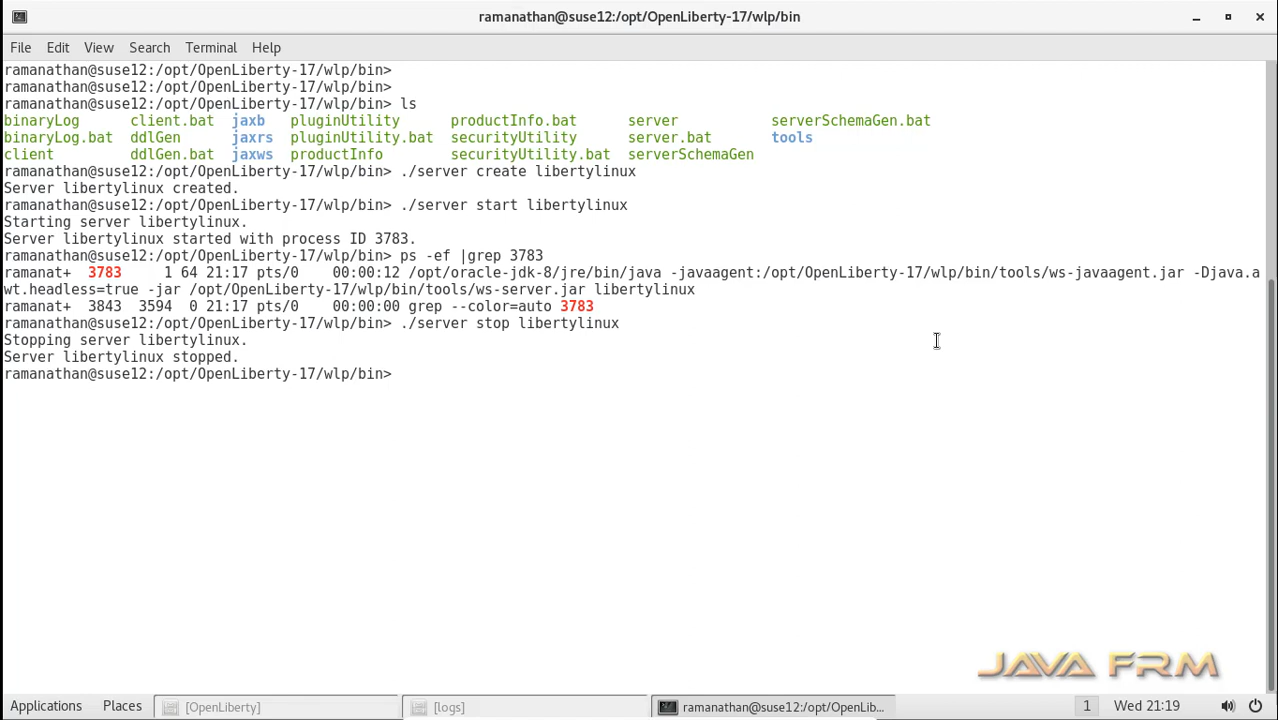 ramanathan@suse12:/opt/OpenLiberty-17/wlp/bin
File Edit View Search Terminal Help
ramanathan@suse12:/opt/OpenLiberty-17/wlp/bin>
ramanathan@suse12:/opt/OpenLiberty-17/wlp/bin>
ramanathan@suse12:/opt/OpenLiberty-17/wlp/bin> ls
binaryLog client.bat jaxb pluginUtility productInfo.bat server serverSchemaGen.bat
binaryLog.bat ddlGen jaxrs pluginUtility.bat securityUtility server.bat tools
client ddlGen.bat jaxws productInfo securityUtility.bat serverSchemaGen
ramanathan@suse12:/opt/OpenLiberty-17/wlp/bin> ./server create libertylinux
Server libertylinux created.
ramanathan@suse12:/opt/OpenLiberty-17/wlp/bin> ./server start libertylinux
Starting server libertylinux.
Server libertylinux started with process ID 3783.
ramanathan@suse12:/opt/OpenLiberty-17/wlp/bin> ps -ef |grep 3783
ramanat+ 3783 1 64 21:17 pts/0 00:00:12 /opt/oracle-jdk-8/jre/bin/java -javaagent:/opt/OpenLiberty-17/wlp/bin/tools/ws-javaagent.jar -Djava.a
wt.headless=true -jar /opt/OpenLiberty-17/wlp/bin/tools/ws-server.jar libertylinux
ramanat+ 3843 3594 0 21:17 pts/0 00:00:00 grep --color=auto 3783
ramanathan@suse12:/opt/OpenLiberty-17/wlp/bin> ./server stop libertylinux
Stopping server libertylinux.
Server libertylinux stopped.
ramanathan@suse12:/opt/OpenLiberty-17/wlp/bin>
JAVA FRM
Applications Places [OpenLiberty] [logs] ramanathan@suse12:/opt/OpenLib... 1 Wed 21:19